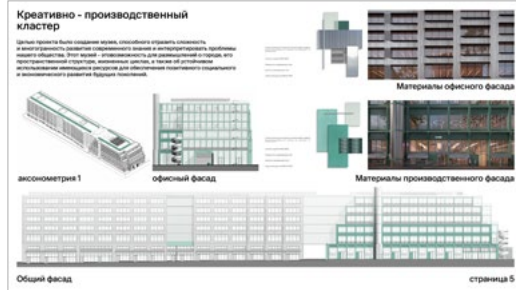 Креативно - производственный
кластер
Целью проекта было создание музея, способного отразить сложность
и многогранность развития современного знания и интерпретировать проблемы
нашего общества. Этот музей - это возможность для размышлений о городе, его
пространственной структуре, жизненных циклах, а также об устойчивом
использовании имеющихся ресурсов для обеспечения позитивного социального
и экономического развития будущих поколений.
Материалы офисного фасада
аксонометрия 1
офисный фасад
Материалы производственного фасада
Общий фасад
страница 5